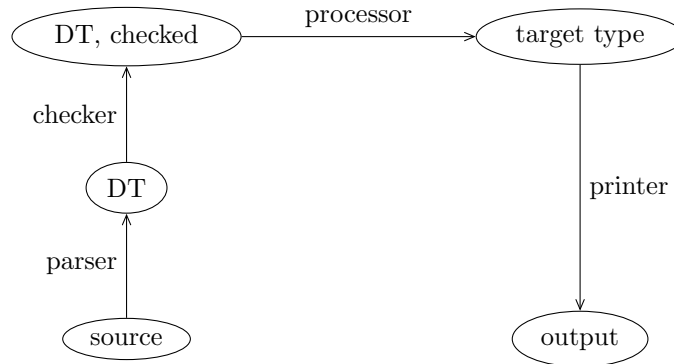 processor
DT, checked
target type
checker
DT
printer
parser
source
output